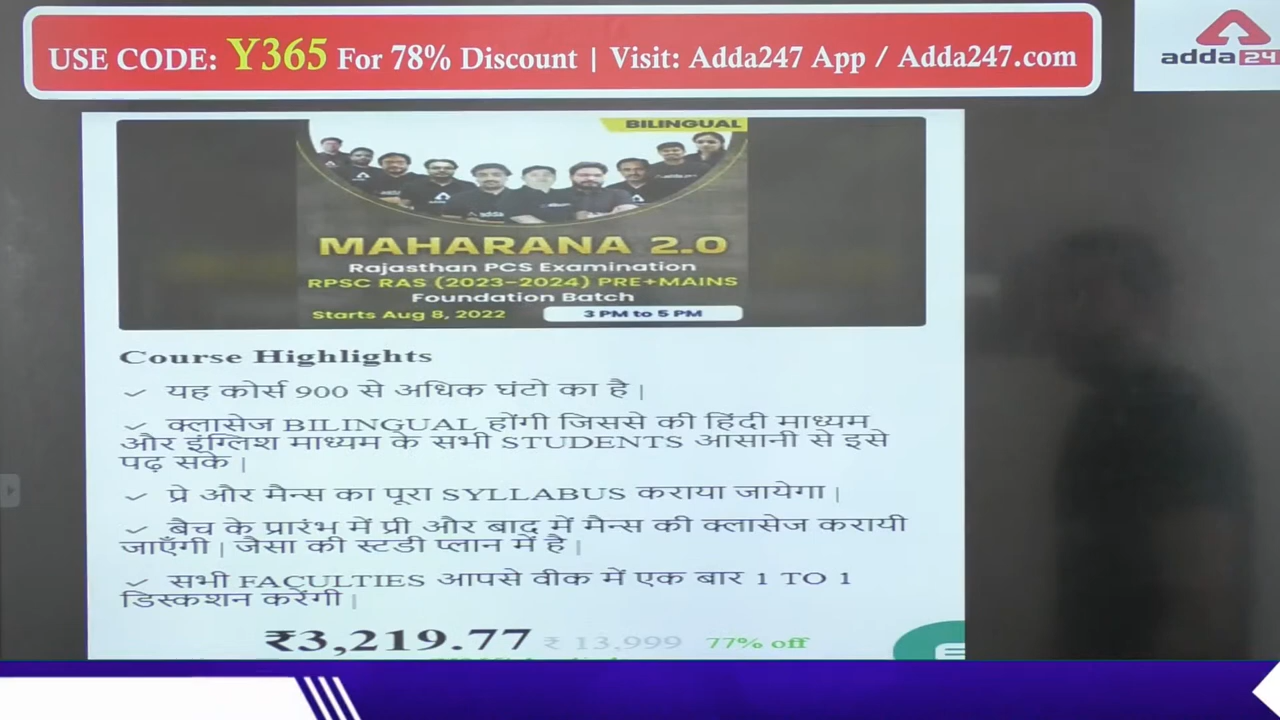 USE CODE: Y365 For 78% Discount | Visit: Adda247 App / Adda247.com
adda 24
BILINGUAL
MAHARANA 2.0
Rajasthan PCS Examination
RPSC RAS (2023-2024) PRE+MAINS
Foundation Batch
Starts Aug 8, 2022 3 PM to 5 PM
Course Highlights
✓ यह कोर्स 900 से अधिक घंटो का है |
✓ क्लासेज BILINGUAL होंगी जिससे की हिंदी माध्यम
और इंग्लिश माध्यम के सभी STUDENTS आसानी से इसे
पढ़ सके |
✓ प्रे और मैन्स का पूरा SYLLABUS कराया जायेगा |
✓ बैच के प्रारंभ में प्री और बाद में मैन्स की क्लासेज करायी
जाएँगी | जैसा की स्टडी प्लान में है |
✓ सभी FACULTIES आपसे वीक में एक बार 1 TO 1
डिस्कशन करेंगी |
₹3,219.77 ₹ 13,999 77% off